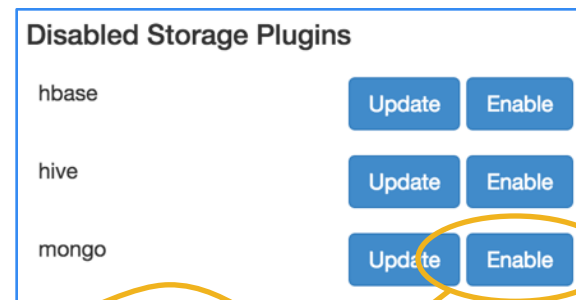 Disabled Storage Plugins
hbase Update Enable
hive Update Enable
mongo Update Enable